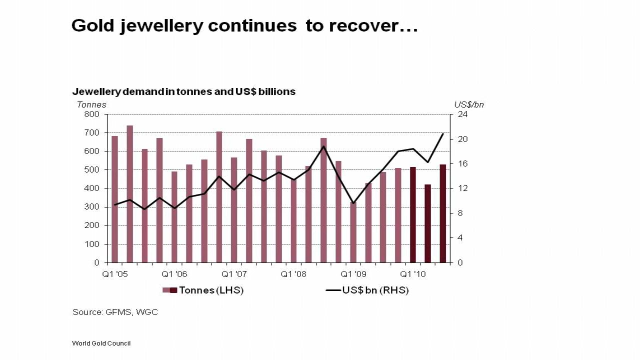 Gold jewellery continues to recover…
Jewellery demand in tonnes and US$ billions
Tonnes
US$/bn
800
700
600
500
400
300
200
100
0
24
20
16
12
8
4
0
Q1 '05
Q1 '06
Q1 '07
Q1 '08
Q1 '09
Q1 '10
Tonnes (LHS)
US$ bn (RHS)
Source: GFMS, WGC
World Gold Council